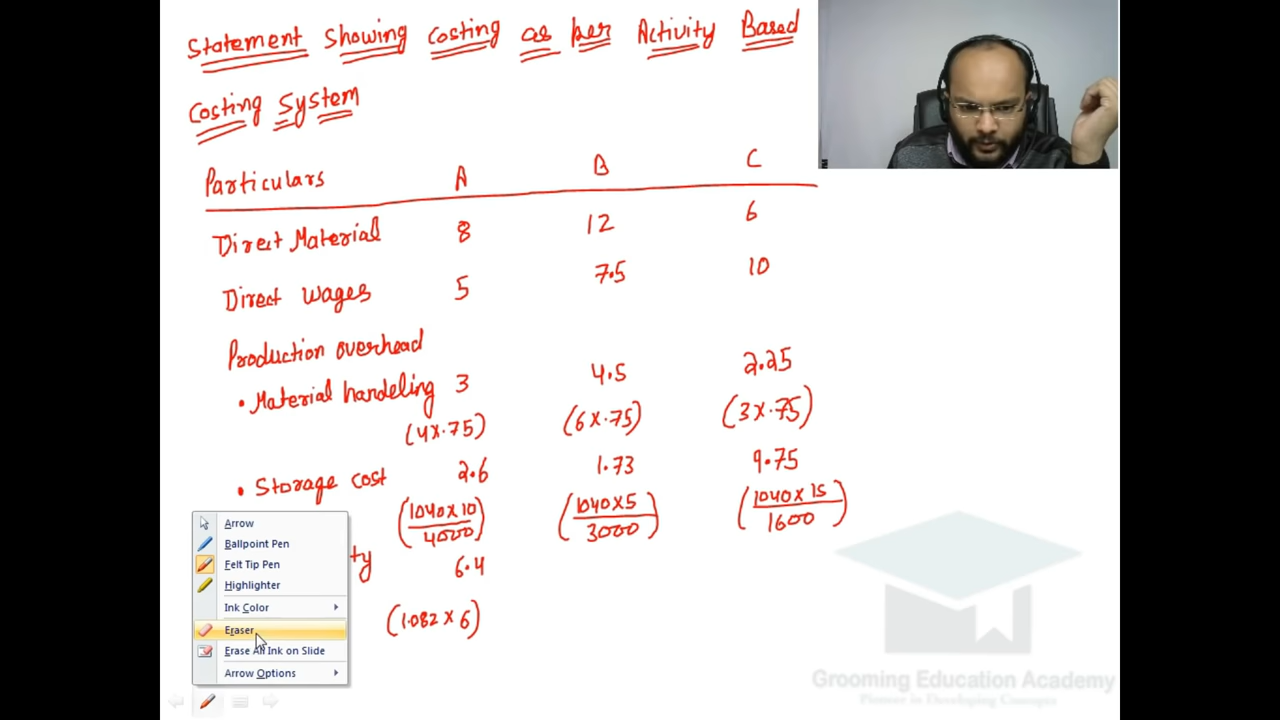 Statement Showing Costing as per Activity Based
Costing System
Particulars A B C
Direct Material 8 12 6
Direct Wages 5 7.5 10
Production overhead
• Material handeling 3 4.5 2.25
(4×.75) (6×.75) (3×.75)
• Storage cost 2.6 1.73 9.75
(1040×10/4000) (1040×5/3000) (1040×15/1600)
ty 6.4
(1.082×6)
Arrow
Ballpoint Pen
Felt Tip Pen
Highlighter
Ink Color
Eraser
Erase All Ink on Slide
Arrow Options
Grooming Education Academy
Pioneer in Developing Concepts